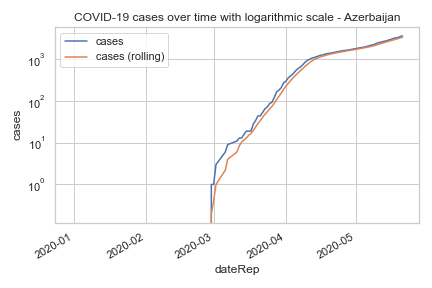 COVID-19 cases over time with logarithmic scale - Azerbaijan
cases
cases (rolling)
10³
10²
10¹
10⁰
cases
2020-01
2020-02
2020-03
2020-04
2020-05
dateRep